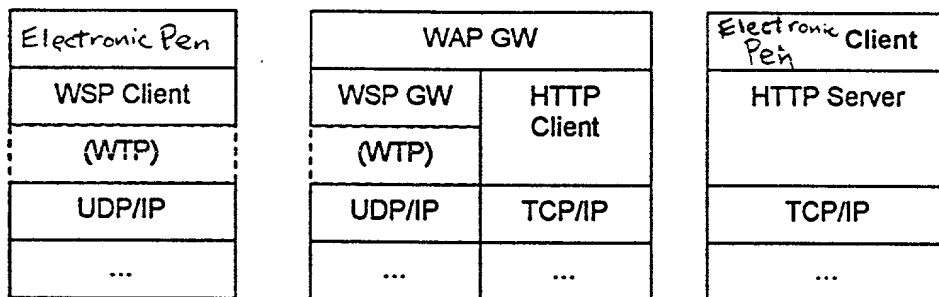 Electronic Pen
WSP Client
(WTP)
UDP/IP
...
WAP GW
WSP GW
(WTP)
UDP/IP
...
HTTP
Client
TCP/IP
...
Electronic
Pen Client
HTTP Server
TCP/IP
...